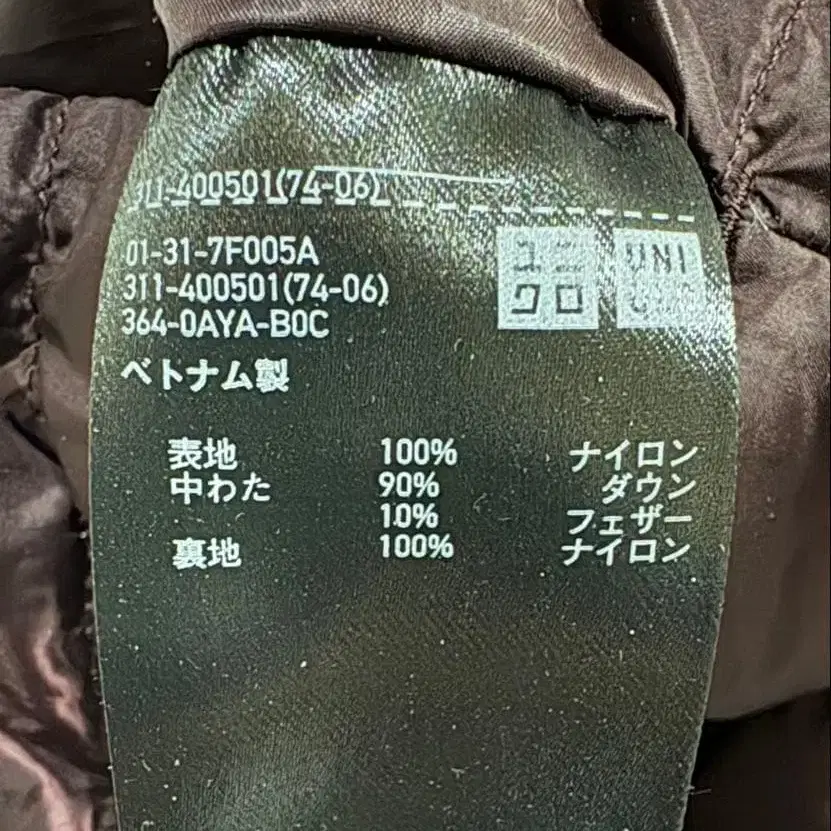 311-400501(74-06)
01-31-7F005A
311-400501(74-06)
364-0AYA-B0C
ユニ
クロ
UNI
QLO
ベトナム製
表地 100% ナイロン
中わた 90% ダウン
10% フェザー
裏地 100% ナイロン